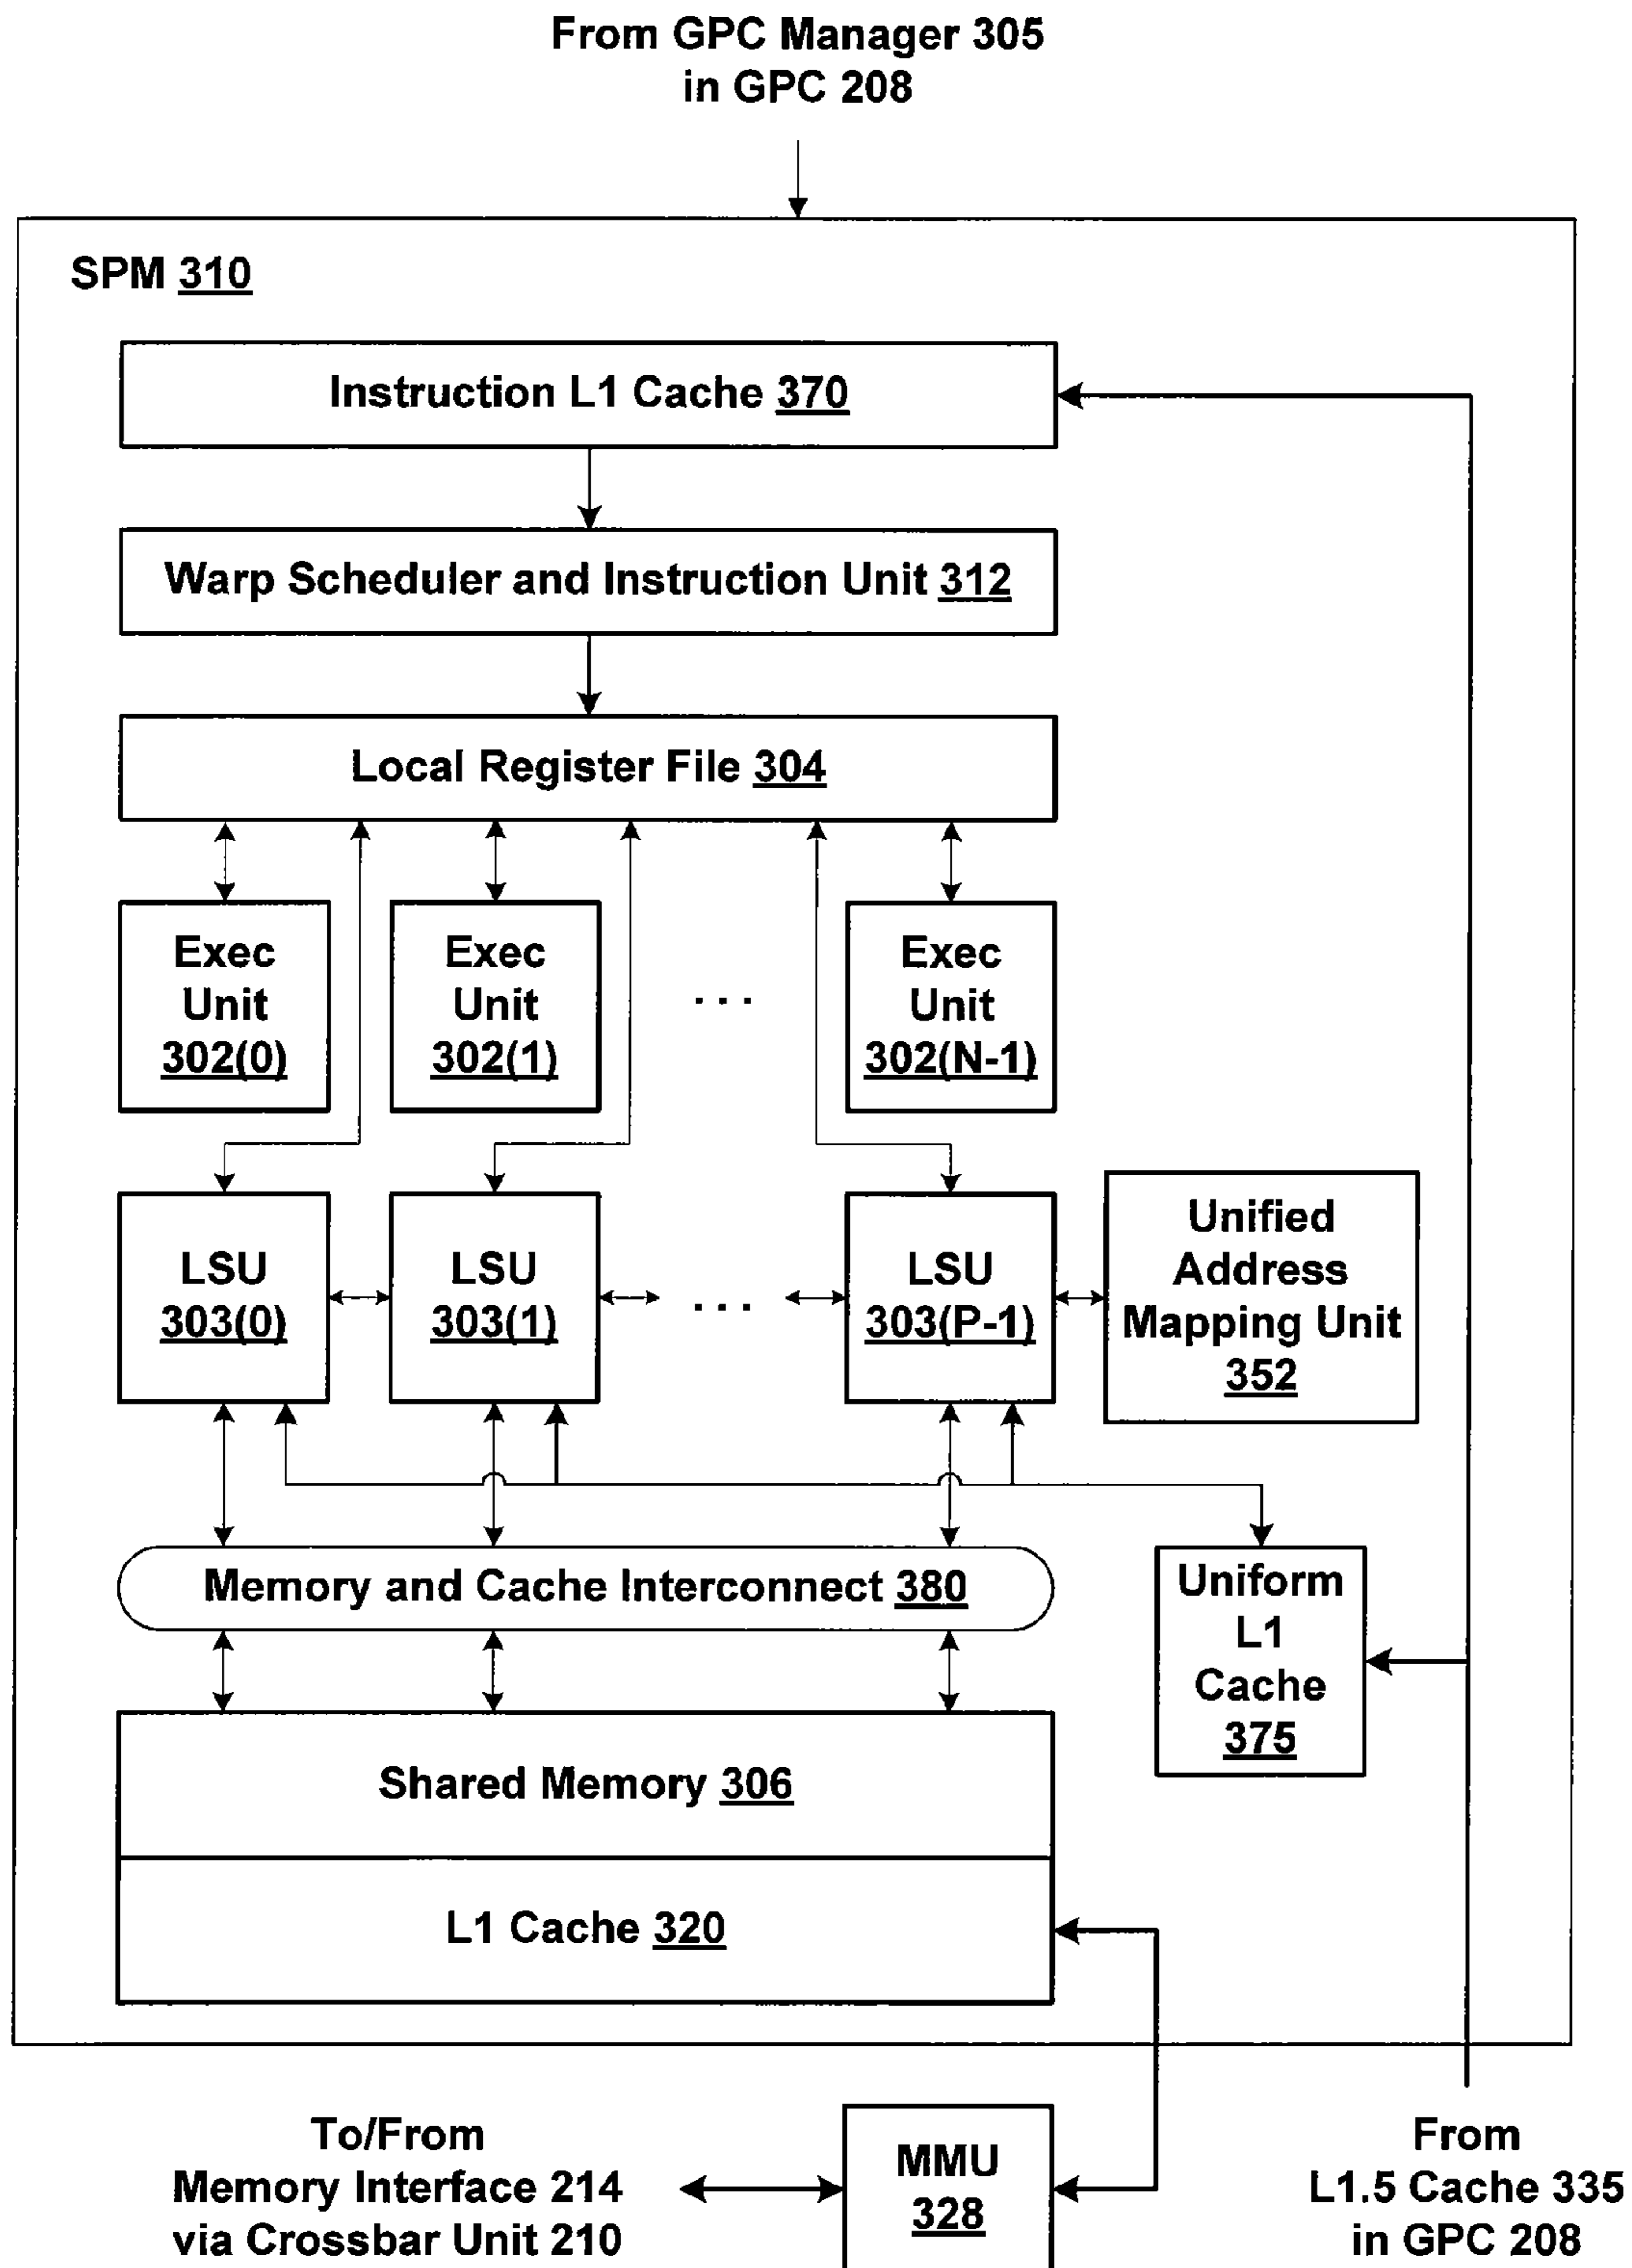 From GPC Manager 305
in GPC 208
SPM 310
Instruction L1 Cache 370
Warp Scheduler and Instruction Unit 312
Local Register File 304
Exec
Unit
302(0)
Exec
Unit
302(1)
. . .
Exec
Unit
302(N-1)
LSU
303(0)
LSU
303(1)
. . .
LSU
303(P-1)
Unified
Address
Mapping Unit
352
Memory and Cache Interconnect 380
Uniform
L1
Cache
375
Shared Memory 306
L1 Cache 320
To/From
Memory Interface 214
via Crossbar Unit 210
MMU
328
From
L1.5 Cache 335
in GPC 208